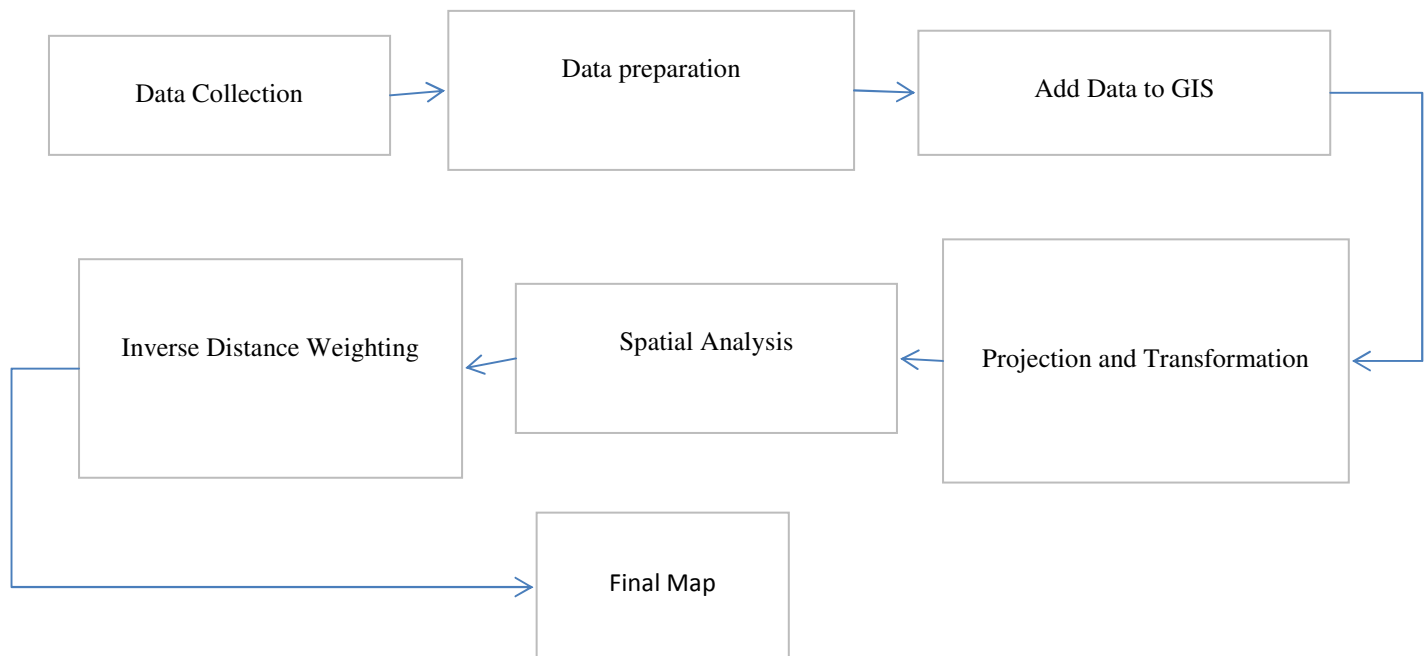 Data Collection
Data preparation
Add Data to GIS
Inverse Distance Weighting
Spatial Analysis
Projection and Transformation
Final Map